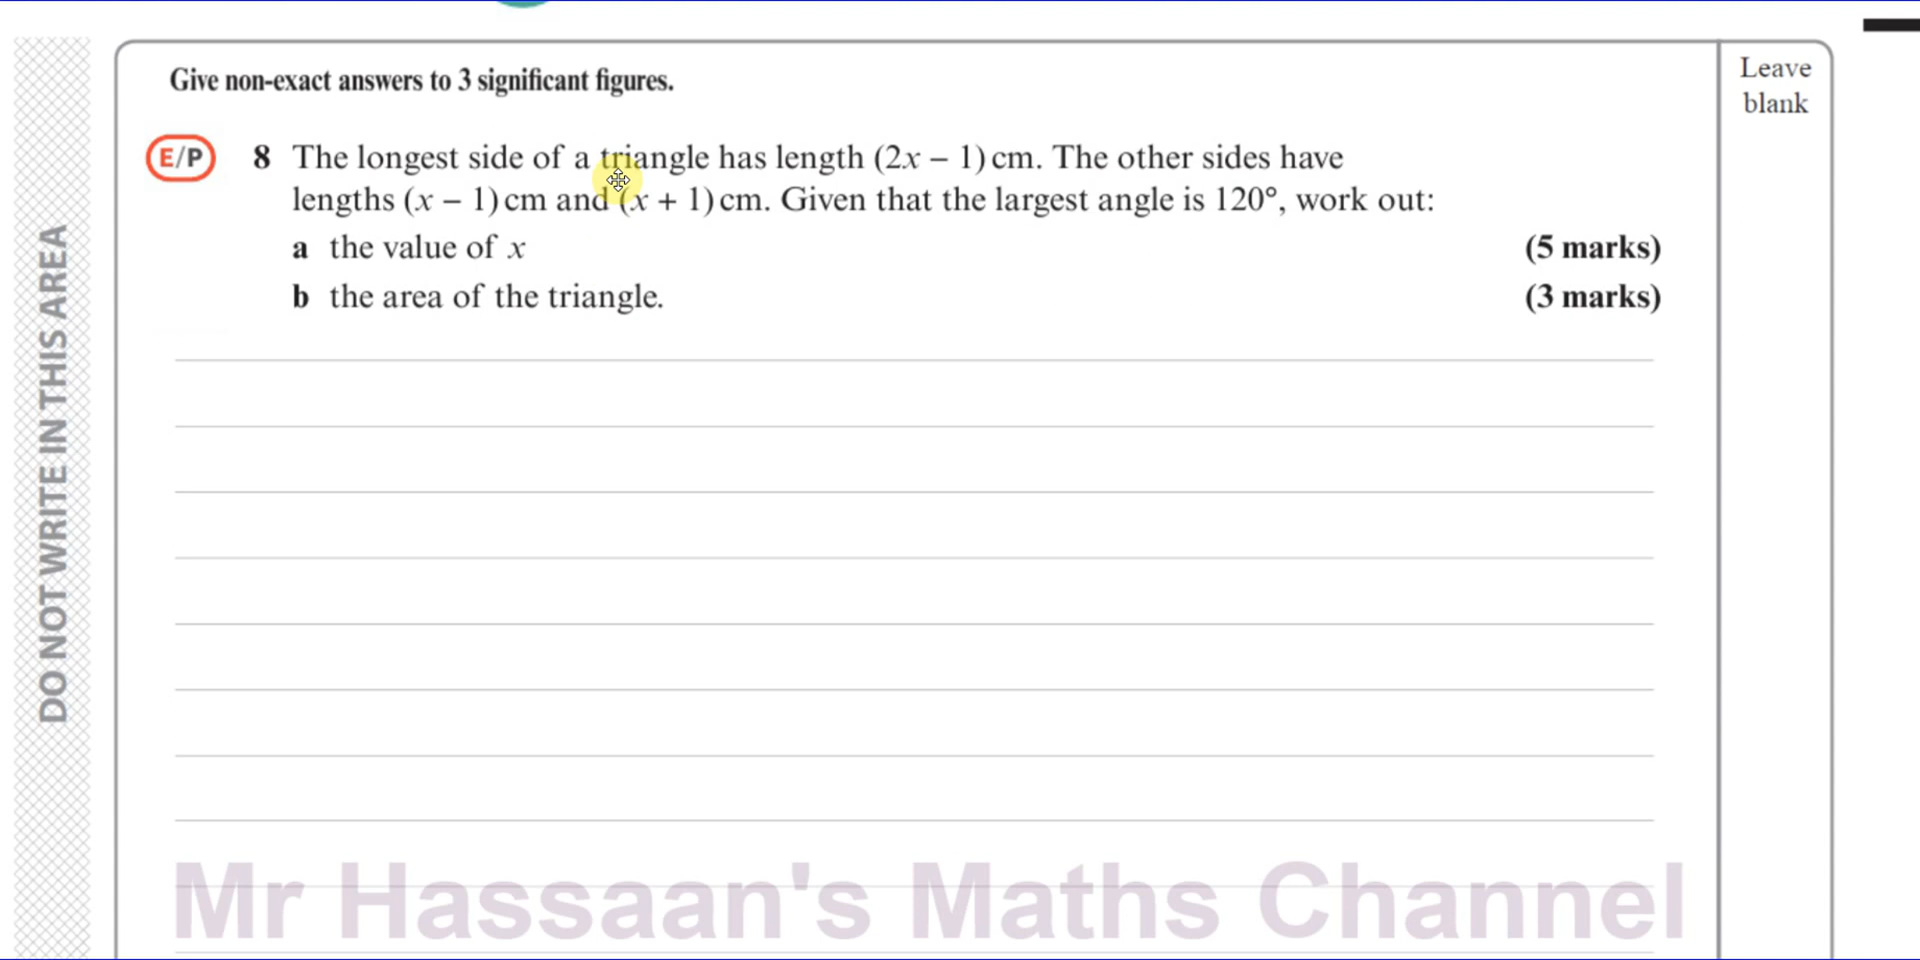 Give non-exact answers to 3 significant figures.
Leave
blank
E/P 8 The longest side of a triangle has length (2x − 1) cm. The other sides have
lengths (x − 1) cm and (x + 1) cm. Given that the largest angle is 120°, work out:
a the value of x (5 marks)
b the area of the triangle. (3 marks)
DO NOT WRITE IN THIS AREA
Mr Hassaan's Maths Channel